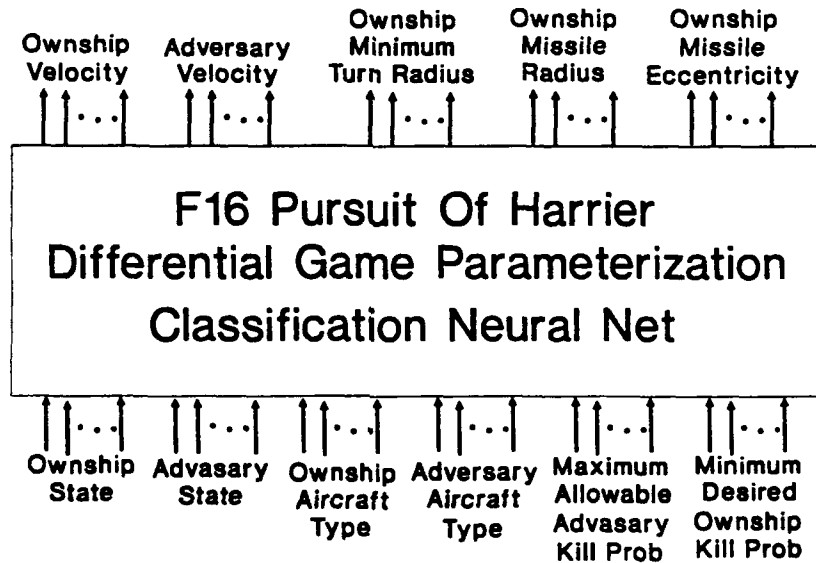 Ownship Velocity
Adversary Velocity
Ownship Minimum Turn Radius
Ownship Missile Radius
Ownship Missile Eccentricity
F16 Pursuit Of Harrier
Differential Game Parameterization
Classification Neural Net
Ownship State
Advasary State
Ownship Aircraft Type
Adversary Aircraft Type
Maximum Allowable Advasary Kill Prob
Minimum Desired Ownship Kill Prob